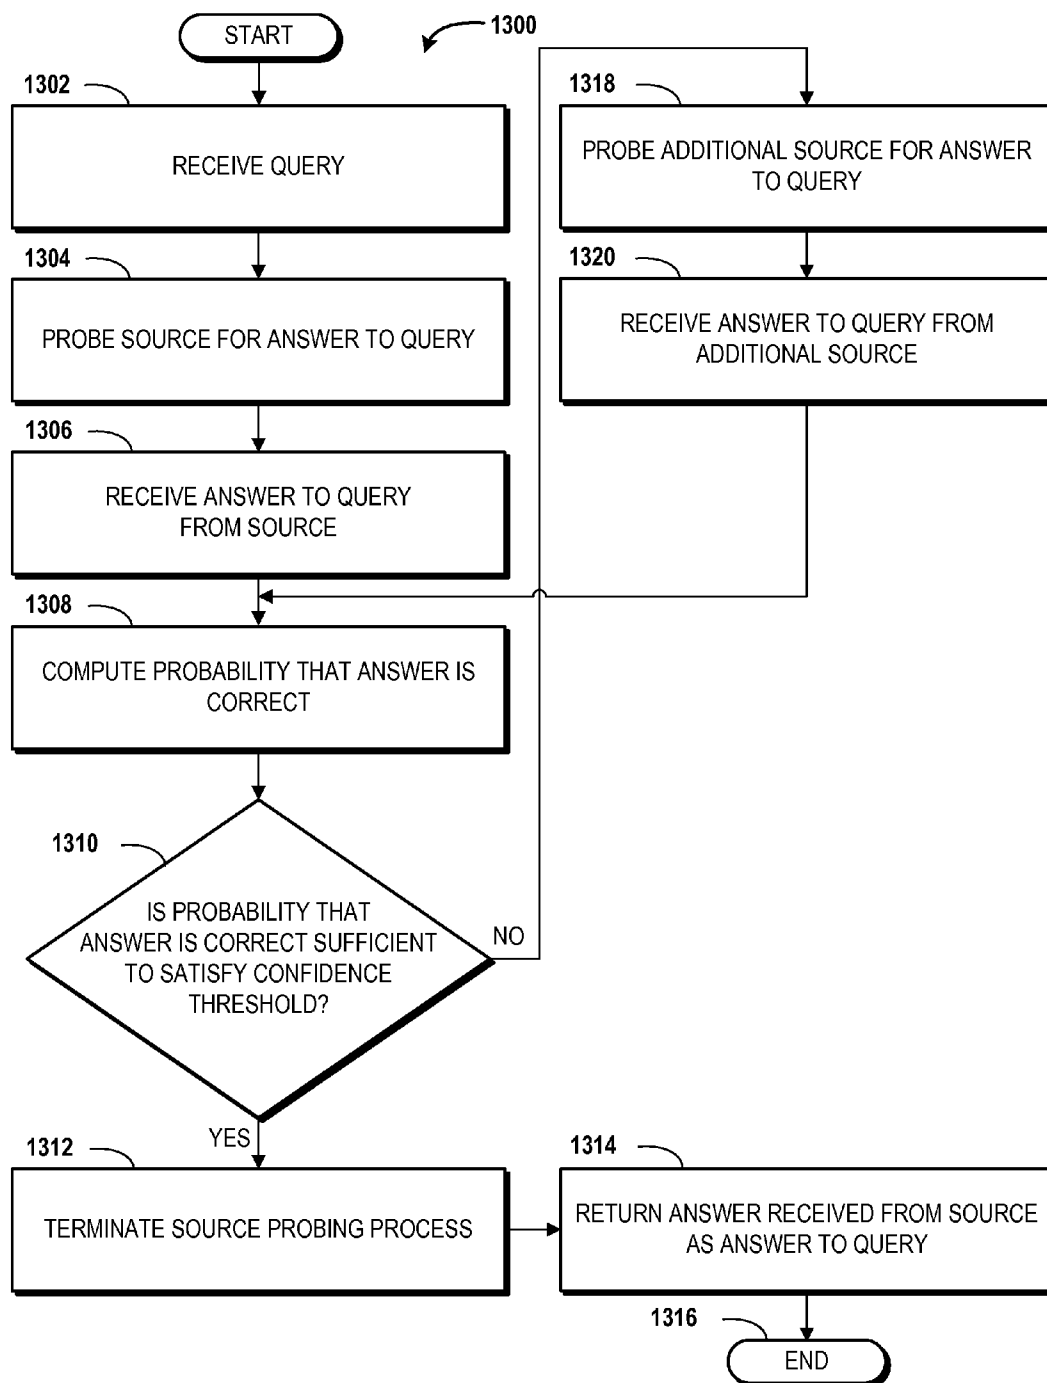 START
1300
1302
RECEIVE QUERY
1304
PROBE SOURCE FOR ANSWER TO QUERY
1306
RECEIVE ANSWER TO QUERY
FROM SOURCE
1308
COMPUTE PROBABILITY THAT ANSWER IS
CORRECT
1310
IS PROBABILITY THAT
ANSWER IS CORRECT SUFFICIENT
TO SATISFY CONFIDENCE
THRESHOLD?
NO
YES
1312
TERMINATE SOURCE PROBING PROCESS
1314
RETURN ANSWER RECEIVED FROM SOURCE
AS ANSWER TO QUERY
1316
END
1318
PROBE ADDITIONAL SOURCE FOR ANSWER
TO QUERY
1320
RECEIVE ANSWER TO QUERY FROM
ADDITIONAL SOURCE